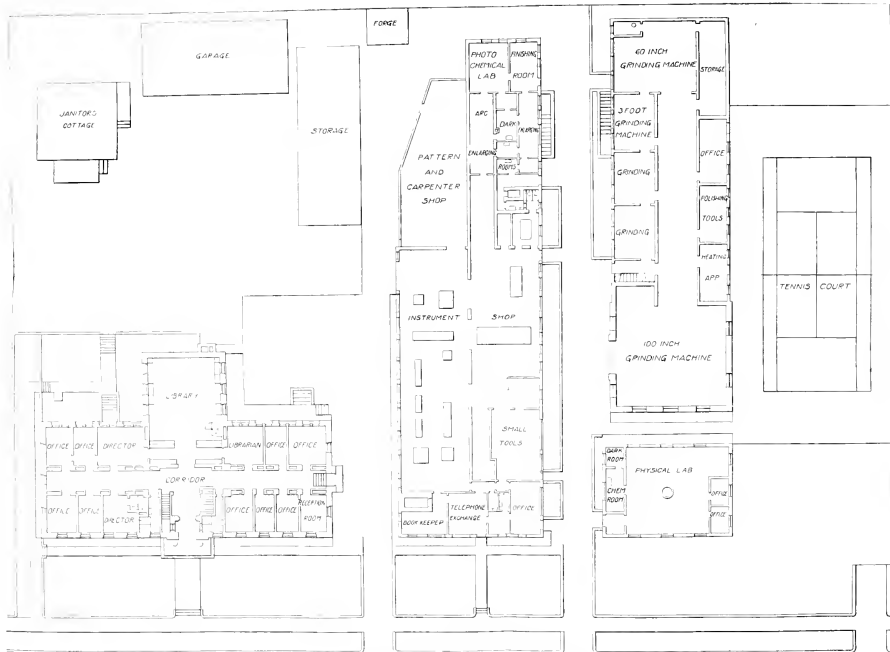 FORGE
GARAGE
JANITORS
COTTAGE
STORAGE
PHOTO
CHEMICAL
LAB
FINISHING
ROOM
ARC
ENLARGING
DARK
ROOMS
ENLARGING
PATTERN
AND
CARPENTER
SHOP
INSTRUMENT SHOP
SMALL
TOOLS
BOOK KEEPER
TELEPHONE
EXCHANGE
OFFICE
60 INCH
GRINDING MACHINE
STORAGE
3 FOOT
GRINDING
MACHINE
OFFICE
GRINDING
POLISHING
TOOLS
GRINDING
HEATING
APP
100 INCH
GRINDING MACHINE
TENNIS COURT
DARK
ROOM
PHYSICAL LAB
CHEM
ROOM
OFFICE
OFFICE
LIBRARY
OFFICE OFFICE DIRECTOR
LIBRARIAN OFFICE OFFICE
CORRIDOR
OFFICE OFFICE DIRECTOR
OFFICE OFFICE OFFICE
RECEPTION
ROOM